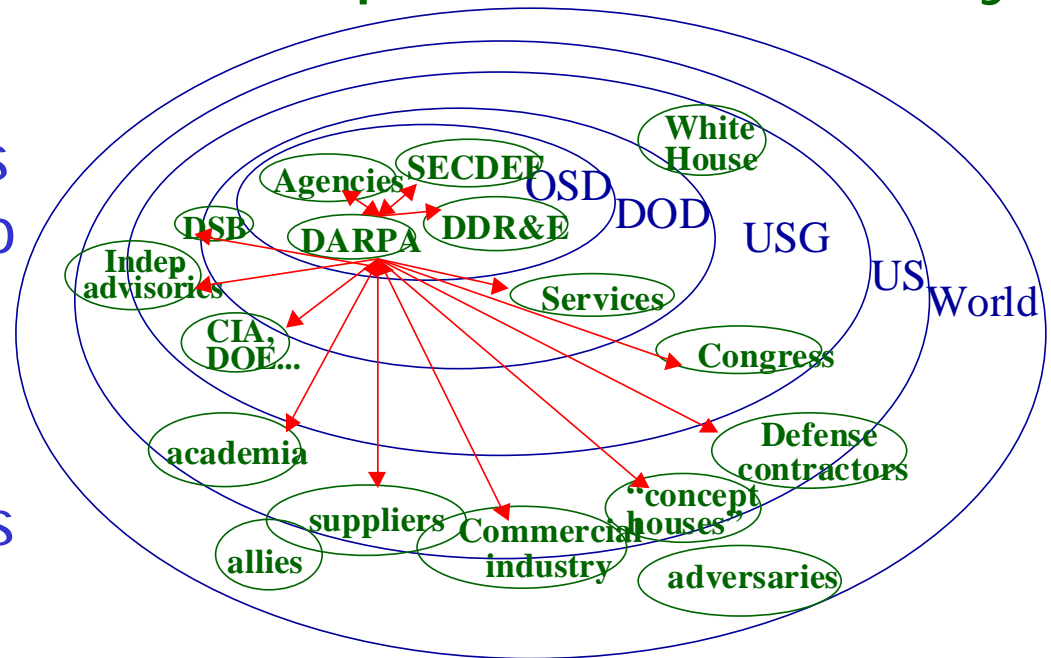 White
House
SECDEF
Agencies
OSD
DOD
DSB
DARPA
DDR&E
USG
Indep
advisories
US
World
Services
CIA,
DOE...
Congress
academia
Defense
contractors
“concept
houses”
suppliers
Commercial
industry
allies
adversaries